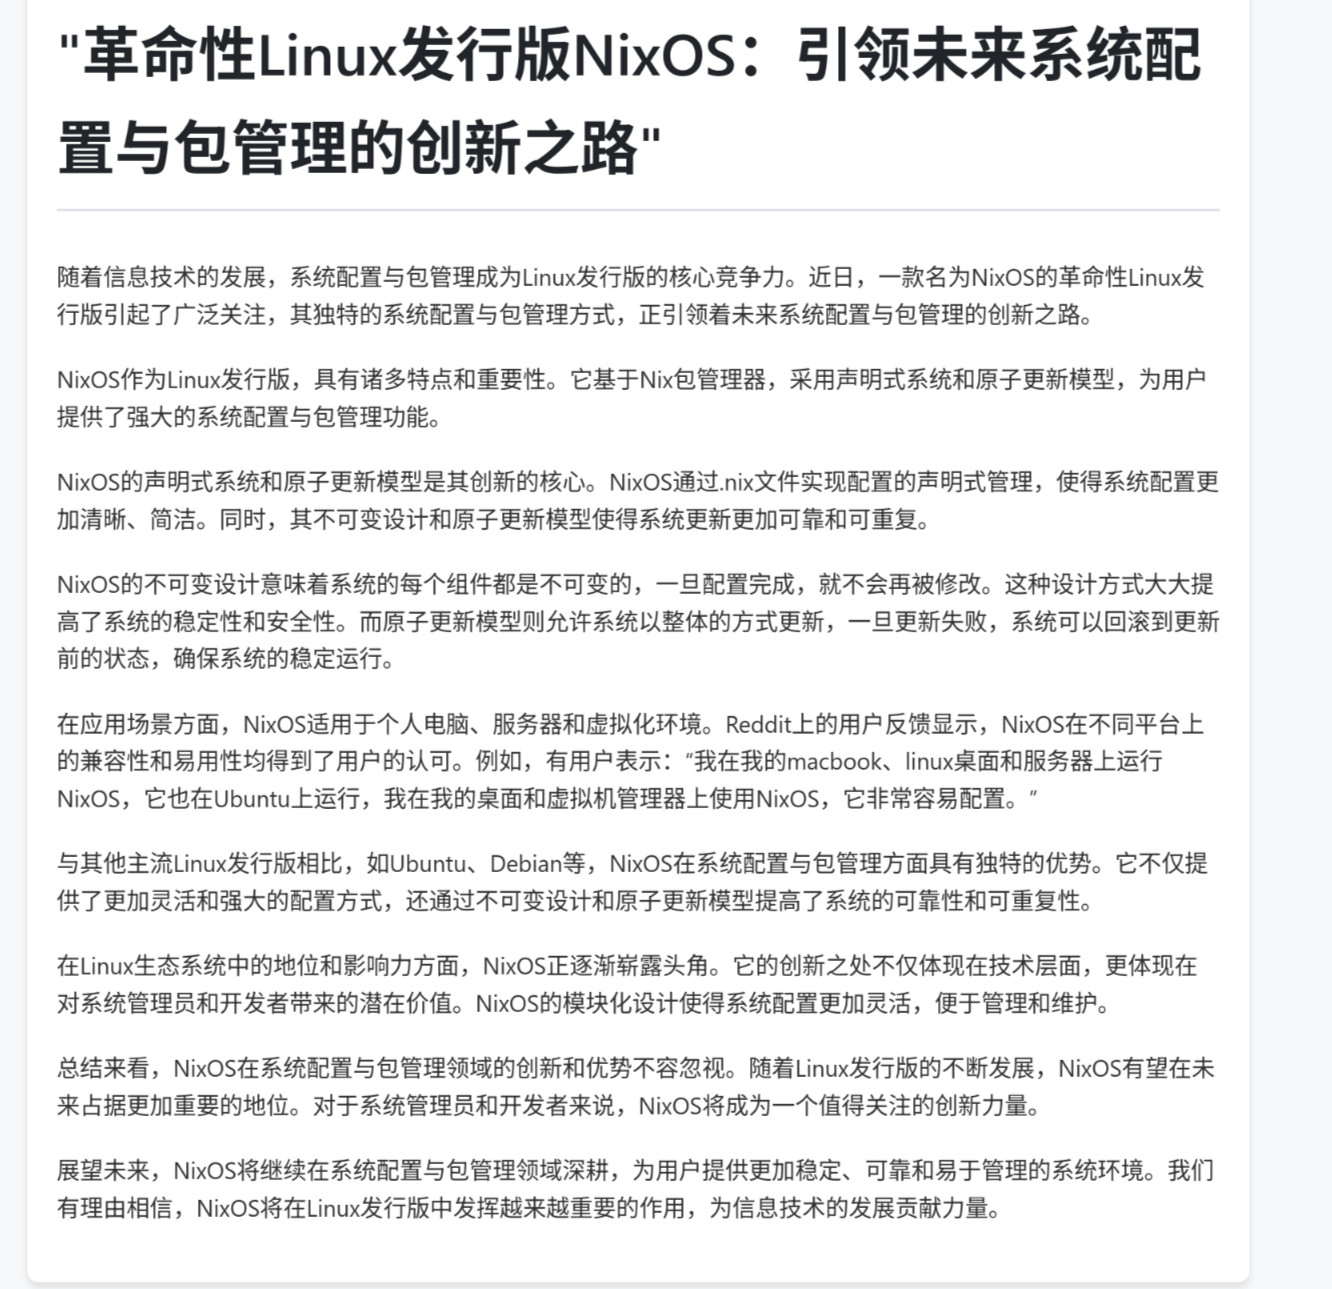 "革命性Linux发行版NixOS：引领未来系统配
置与包管理的创新之路"
随着信息技术的发展，系统配置与包管理成为Linux发行版的核心竞争力。近日，一款名为NixOS的革命性Linux发
行版引起了广泛关注，其独特的系统配置与包管理方式，正引领着未来系统配置与包管理的创新之路。
NixOS作为Linux发行版，具有诸多特点和重要性。它基于Nix包管理器，采用声明式系统和原子更新模型，为用户
提供了强大的系统配置与包管理功能。
NixOS的声明式系统和原子更新模型是其创新的核心。NixOS通过.nix文件实现配置的声明式管理，使得系统配置更
加清晰、简洁。同时，其不可变设计和原子更新模型使得系统更新更加可靠和可重复。
NixOS的不可变设计意味着系统的每个组件都是不可变的，一旦配置完成，就不会再被修改。这种设计方式大大提
高了系统的稳定性和安全性。而原子更新模型则允许系统以整体的方式更新，一旦更新失败，系统可以回滚到更新
前的状态，确保系统的稳定运行。
在应用场景方面，NixOS适用于个人电脑、服务器和虚拟化环境。Reddit上的用户反馈显示，NixOS在不同平台上
的兼容性和易用性均得到了用户的认可。例如，有用户表示：“我在我的macbook、linux桌面和服务器上运行
NixOS，它也在Ubuntu上运行，我在我的桌面和虚拟机管理器上使用NixOS，它非常容易配置。”
与其他主流Linux发行版相比，如Ubuntu、Debian等，NixOS在系统配置与包管理方面具有独特的优势。它不仅提
供了更加灵活和强大的配置方式，还通过不可变设计和原子更新模型提高了系统的可靠性和可重复性。
在Linux生态系统中的地位和影响力方面，NixOS正逐渐崭露头角。它的创新之处不仅体现在技术层面，更体现在
对系统管理员和开发者带来的潜在价值。NixOS的模块化设计使得系统配置更加灵活，便于管理和维护。
总结来看，NixOS在系统配置与包管理领域的创新和优势不容忽视。随着Linux发行版的不断发展，NixOS有望在未
来占据更加重要的地位。对于系统管理员和开发者来说，NixOS将成为一个值得关注的创新力量。
展望未来，NixOS将继续在系统配置与包管理领域深耕，为用户提供更加稳定、可靠和易于管理的系统环境。我们
有理由相信，NixOS将在Linux发行版中发挥越来越重要的作用，为信息技术的发展贡献力量。